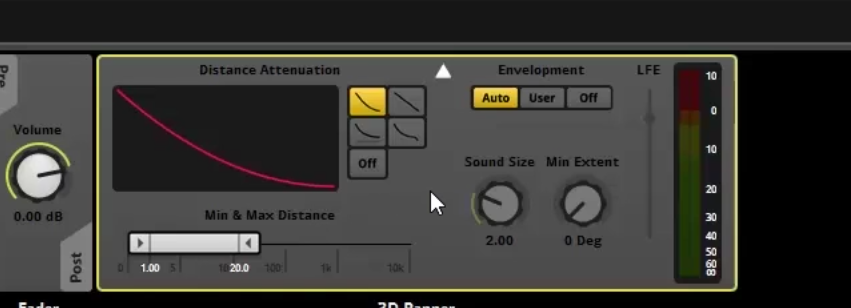 Pre
Volume
0.00 dB
Post
Fader
Distance Attenuation
Off
Min & Max Distance
0 1.00 5 20.0 100 1k 10k
3D Panner
Envelopment
Auto User Off
Sound Size Min Extent
2.00 0 Deg
LFE
10
0
10
20
30
40
50
60